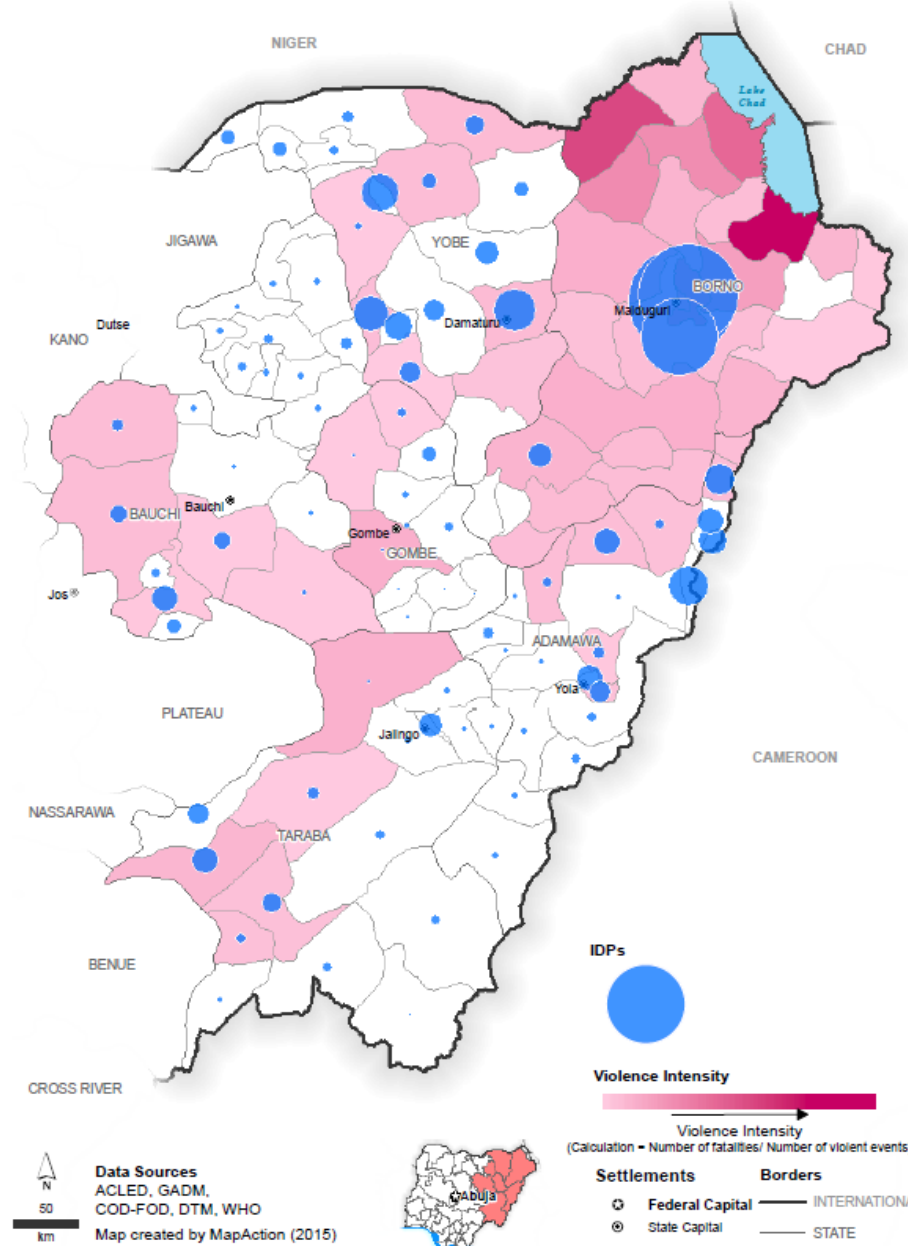 NIGER
CHAD
Lake
Chad
JIGAWA
YOBE
BORNO
Maiduguri
Damaturu
Dutse
KANO
BAUCHI
Bauchi
Gombe
GOMBE
Jos
ADAMAWA
Yola
PLATEAU
Jalingo
CAMEROON
NASSARAWA
TARABA
BENUE
CROSS RIVER
IDPs
Violence Intensity
Violence Intensity
(Calculation = Number of fatalities/ Number of violent events
Settlements
Borders
Federal Capital
INTERNATIONA
State Capital
STATE
N
50
km
Data Sources
ACLED, GADM,
COD-FOD, DTM, WHO
Map created by MapAction (2015)
Abuja